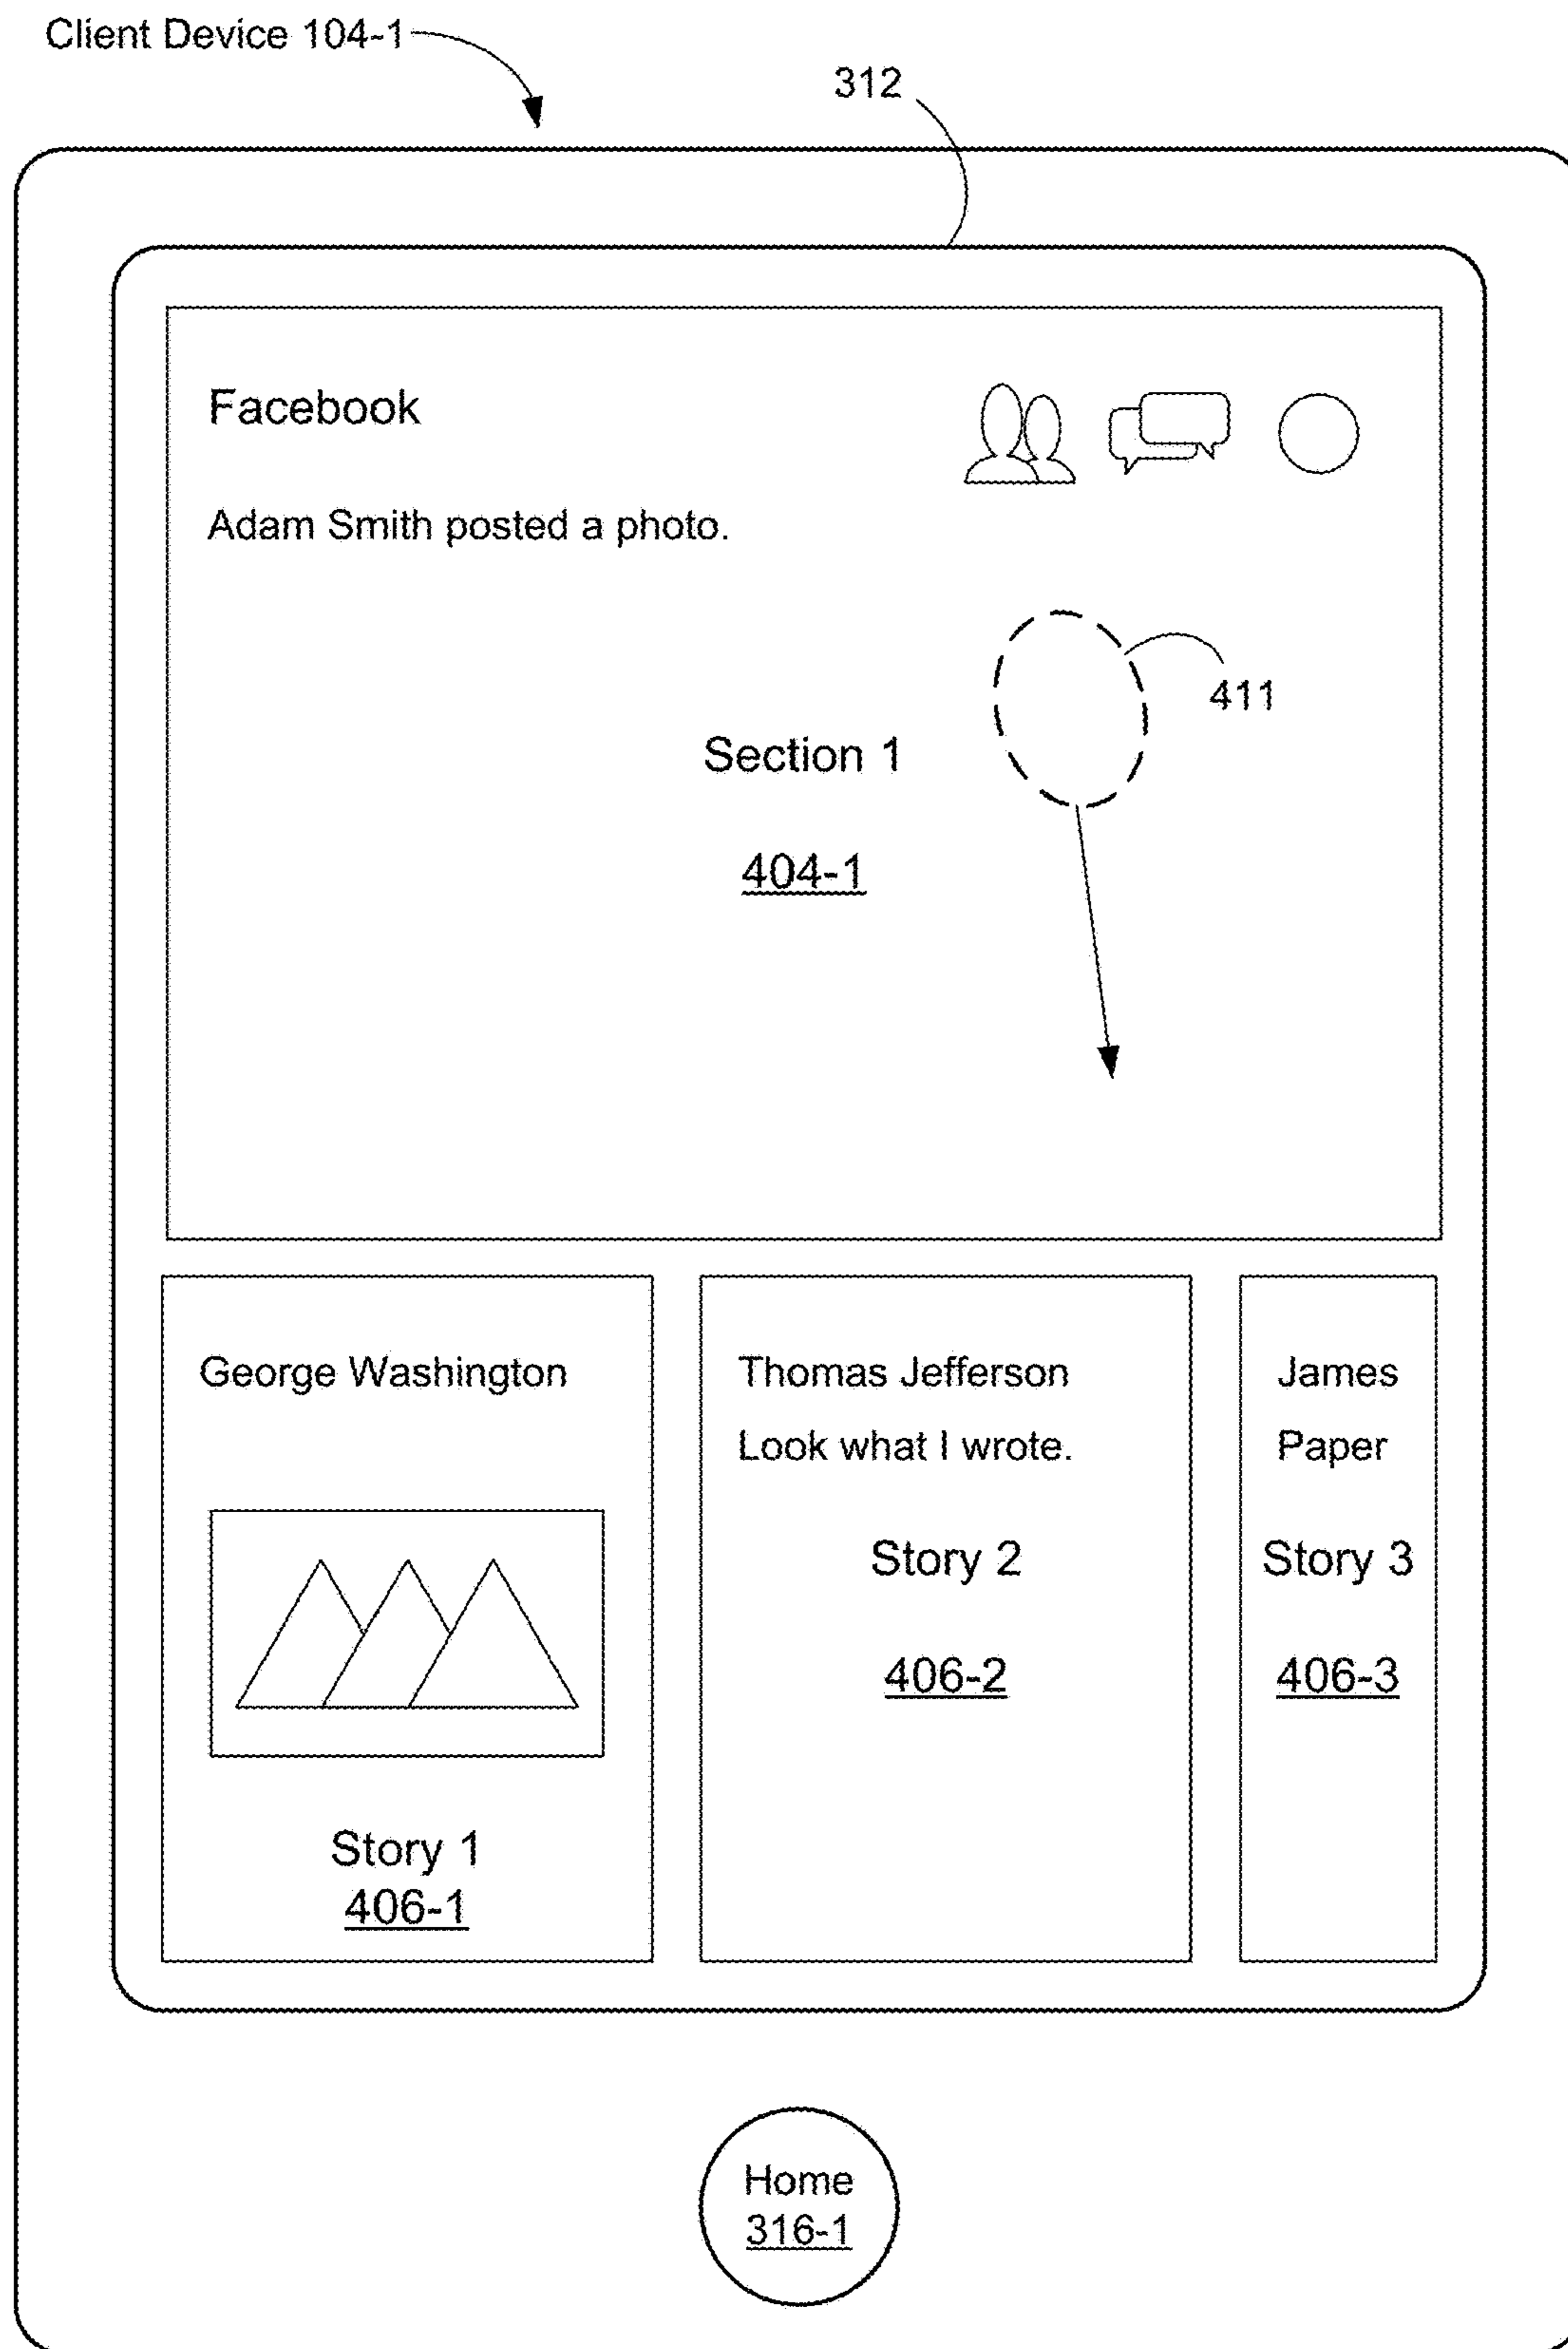 Client Device 104-1
312
Facebook
Adam Smith posted a photo.
411
Section 1
404-1
George Washington
Story 1
406-1
Thomas Jefferson
Look what I wrote.
Story 2
406-2
James
Paper
Story 3
406-3
Home
316-1